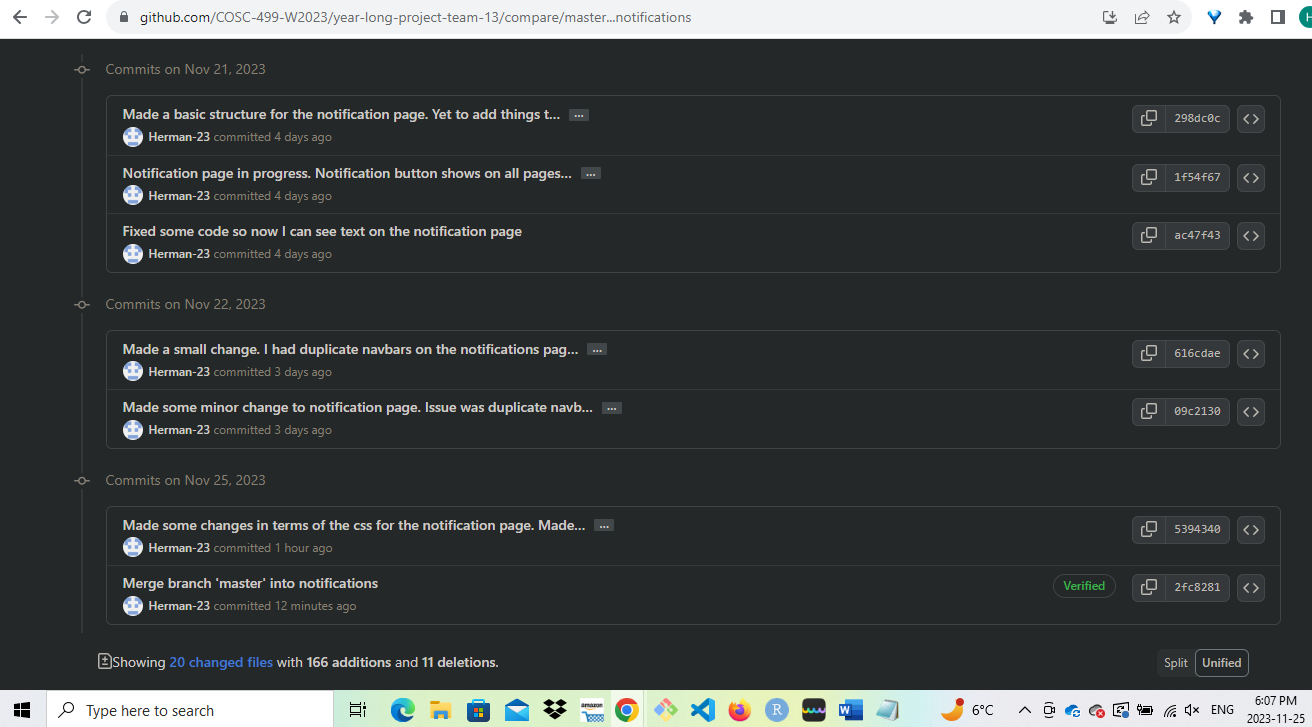 github.com/COSC-499-W2023/year-long-project-team-13/compare/master...notifications
Commits on Nov 21, 2023
Made a basic structure for the notification page. Yet to add things t... ...
298dc0c
Herman-23 committed 4 days ago
Notification page in progress. Notification button shows on all pages... ...
1f54f67
Herman-23 committed 4 days ago
Fixed some code so now I can see text on the notification page
ac47f43
Herman-23 committed 4 days ago
Commits on Nov 22, 2023
Made a small change. I had duplicate navbars on the notifications pag... ...
616cdae
Herman-23 committed 3 days ago
Made some minor change to notification page. Issue was duplicate navb... ...
09c2130
Herman-23 committed 3 days ago
Commits on Nov 25, 2023
Made some changes in terms of the css for the notification page. Made... ...
5394340
Herman-23 committed 1 hour ago
Merge branch 'master' into notifications
Verified
2fc8281
Herman-23 committed 12 minutes ago
Showing 20 changed files with 166 additions and 11 deletions.
Split Unified
Type here to search
amazon
R
W
6°C
ENG
6:07 PM
2023-11-25